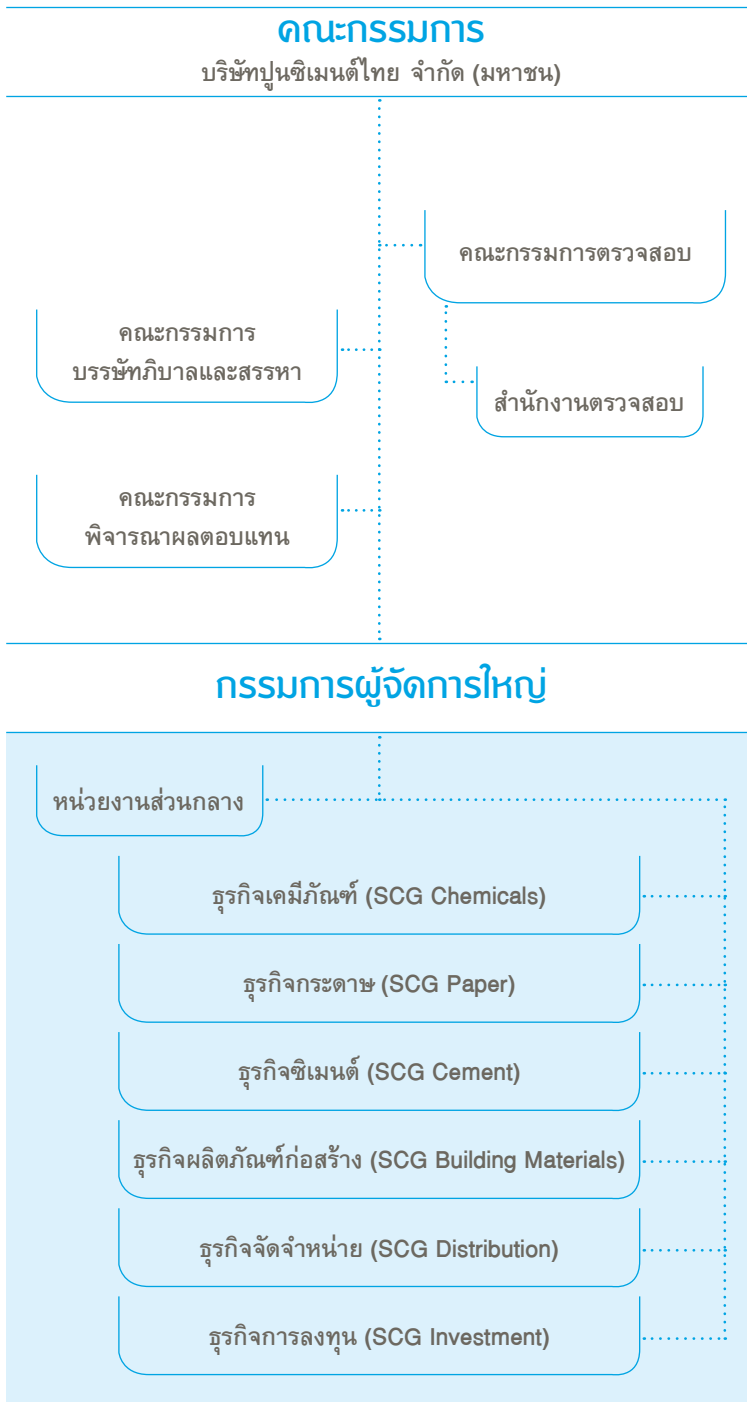 คณะกรรมการ
บริษัทปูนซิเมนต์ไทย จำกัด (มหาชน)
คณะกรรมการตรวจสอบ
คณะกรรมการ
บรรษัทภิบาลและสรรหา
สำนักงานตรวจสอบ
คณะกรรมการ
พิจารณาผลตอบแทน
กรรมการผู้จัดการใหญ่
หน่วยงานส่วนกลาง
ธุรกิจเคมีภัณฑ์ (SCG Chemicals)
ธุรกิจกระดาษ (SCG Paper)
ธุรกิจซิเมนต์ (SCG Cement)
ธุรกิจผลิตภัณฑ์ก่อสร้าง (SCG Building Materials)
ธุรกิจจัดจำหน่าย (SCG Distribution)
ธุรกิจการลงทุน (SCG Investment)